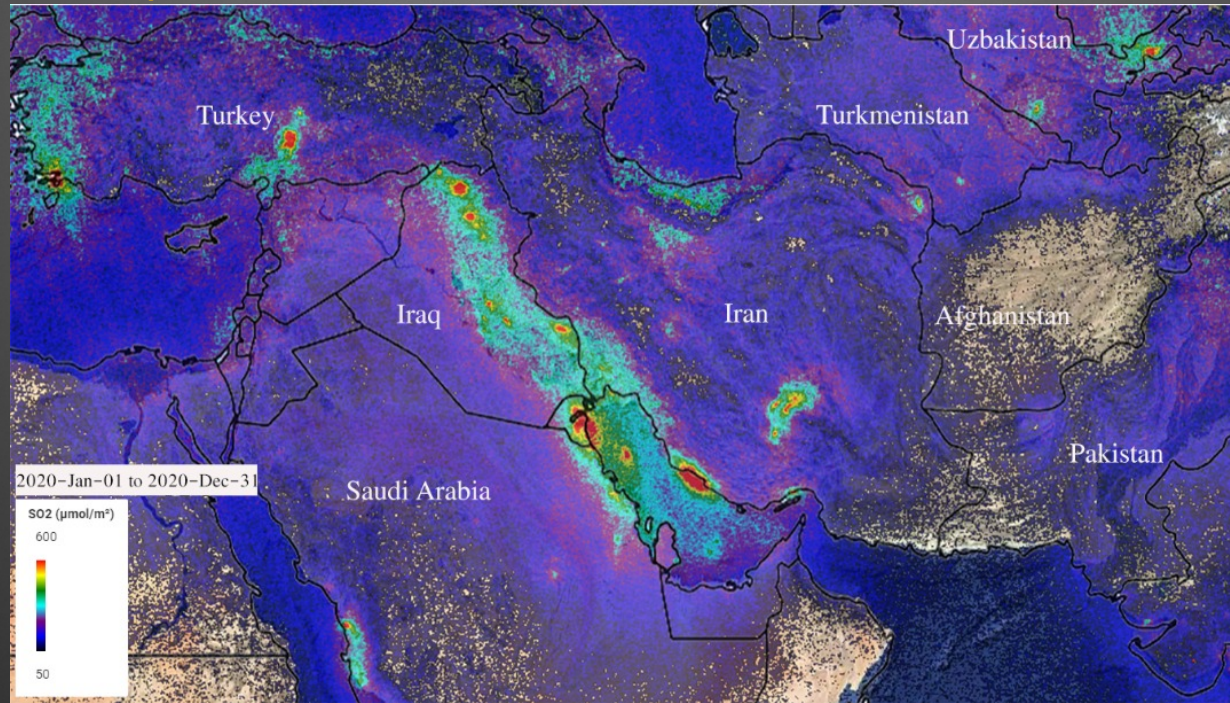 Uzbakistan
Turkey
Turkmenistan
Iraq
Iran
Afghanistan
Pakistan
Saudi Arabia
2020-Jan-01 to 2020-Dec-31
SO2 (μmol/m²)
600
50